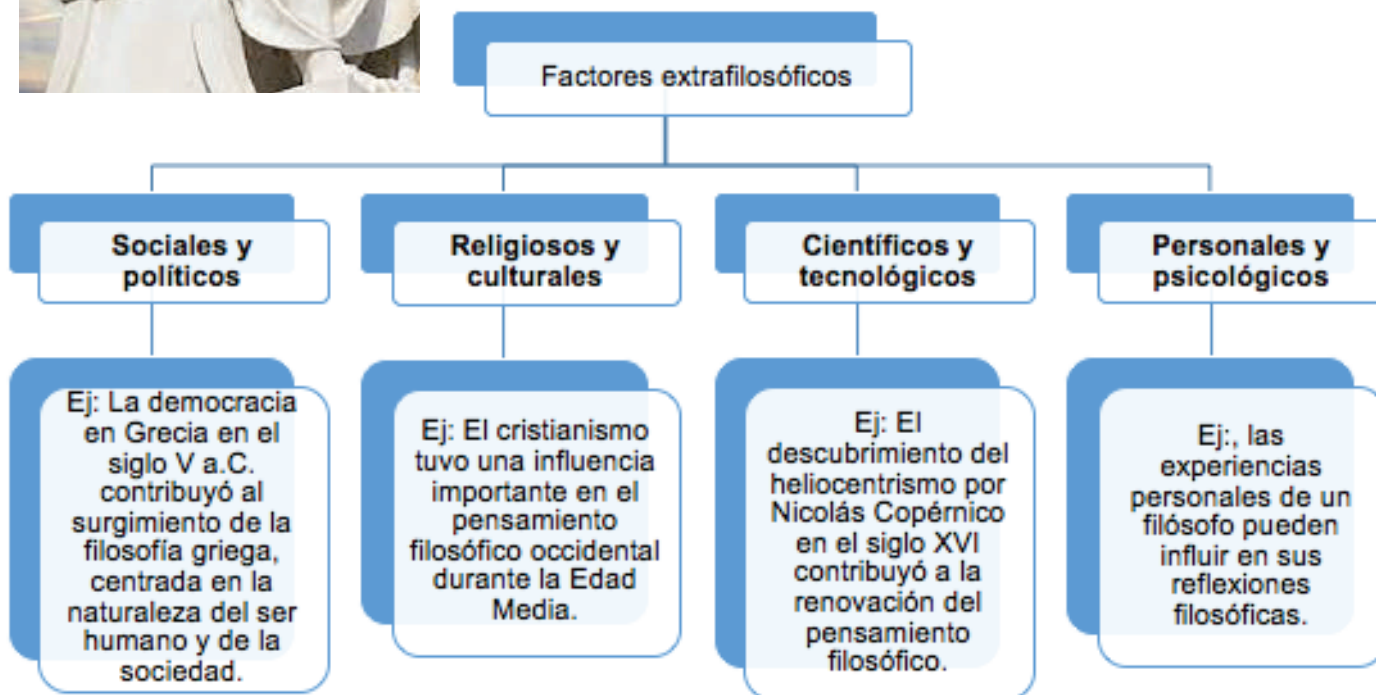 Factores extrafilosóficos
Sociales y
políticos
Religiosos y
culturales
Científicos y
tecnológicos
Personales y
psicológicos
Ej: La democracia
en Grecia en el
siglo V a.C.
contribuyó al
surgimiento de la
filosofía griega,
centrada en la
naturaleza del ser
humano y de la
sociedad.
Ej: El cristianismo
tuvo una influencia
importante en el
pensamiento
filosófico occidental
durante la Edad
Media.
Ej: El
descubrimiento del
heliocentrismo por
Nicolás Copérnico
en el siglo XVI
contribuyó a la
renovación del
pensamiento
filosófico.
Ej:, las
experiencias
personales de un
filósofo pueden
influir en sus
reflexiones
filosóficas.